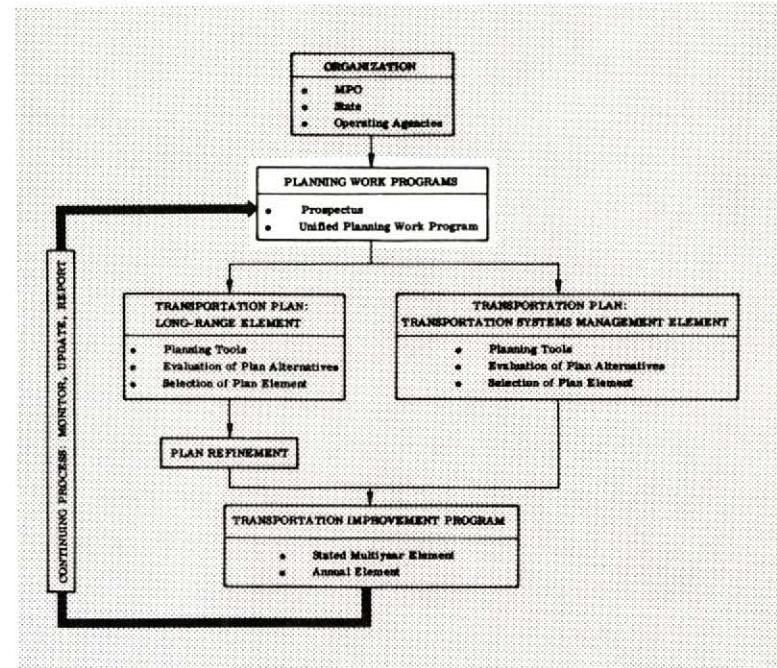 ORGANIZATION
• MPO
• State
• Operating Agencies
PLANNING WORK PROGRAMS
• Prospectus
• Unified Planning Work Program
TRANSPORTATION PLAN:
LONG-RANGE ELEMENT
• Planning Tools
• Evaluation of Plan Alternatives
• Selection of Plan Element
TRANSPORTATION PLAN:
TRANSPORTATION SYSTEMS MANAGEMENT ELEMENT
• Planning Tools
• Evaluation of Plan Alternatives
• Selection of Plan Element
PLAN REFINEMENT
TRANSPORTATION IMPROVEMENT PROGRAM
• Stated Multiyear Element
• Annual Element
CONTINUING PROCESS: MONITOR, UPDATE, REPORT